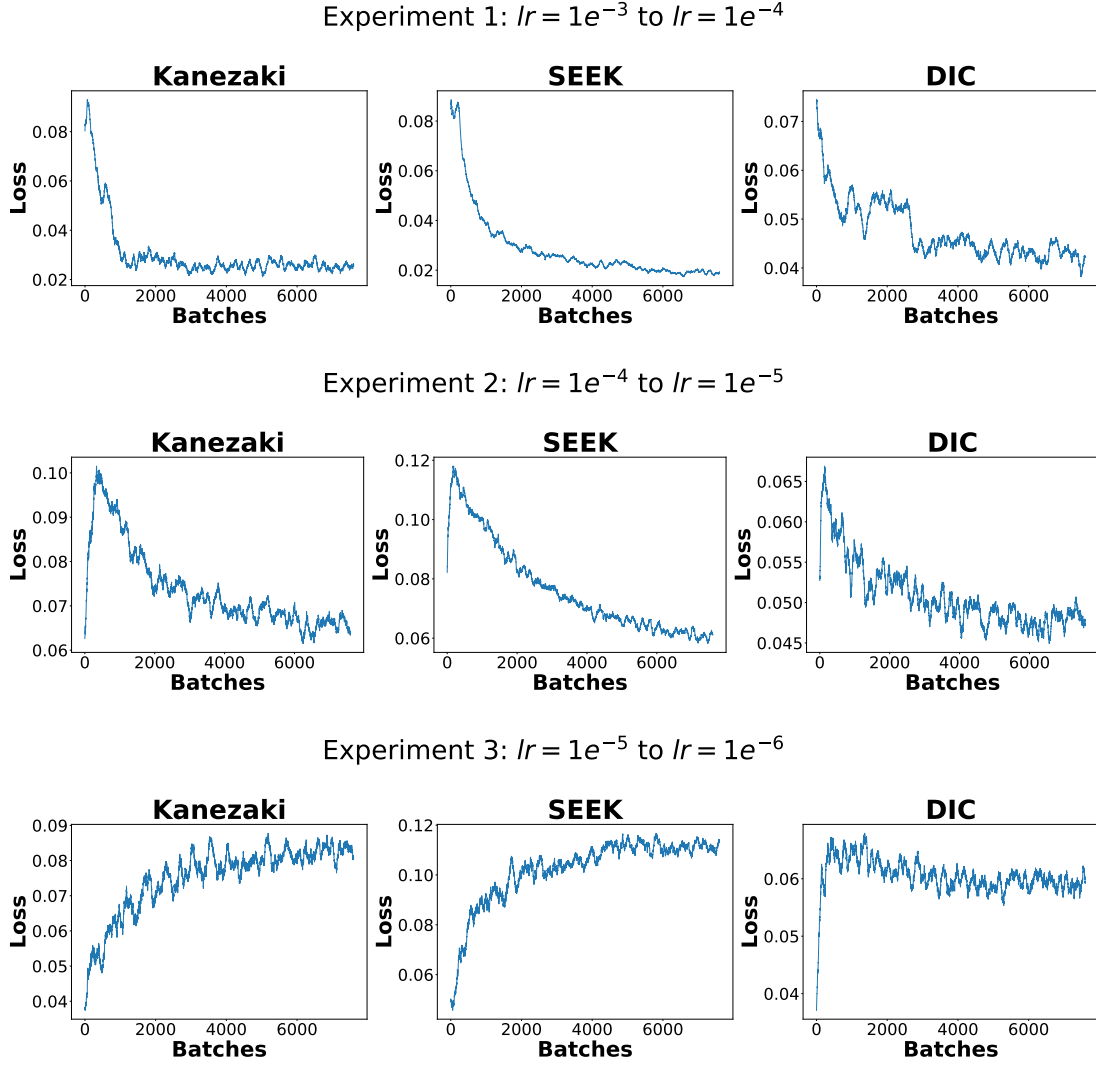 Experiment 1: lr = 1e⁻³ to lr = 1e⁻⁴
Kanezaki SEEK DIC
0.08
0.06
0.04
0.02
Loss
0 2000 4000 6000
Batches
0.08
0.06
0.04
0.02
Loss
0 2000 4000 6000
Batches
0.07
0.06
0.05
0.04
Loss
0 2000 4000 6000
Batches
Experiment 2: lr = 1e⁻⁴ to lr = 1e⁻⁵
Kanezaki SEEK DIC
0.10
0.09
0.08
0.07
0.06
Loss
0 2000 4000 6000
Batches
0.12
0.10
0.08
0.06
Loss
0 2000 4000 6000
Batches
0.065
0.060
0.055
0.050
0.045
Loss
0 2000 4000 6000
Batches
Experiment 3: lr = 1e⁻⁵ to lr = 1e⁻⁶
Kanezaki SEEK DIC
0.09
0.08
0.07
0.06
0.05
0.04
Loss
0 2000 4000 6000
Batches
0.12
0.10
0.08
0.06
Loss
0 2000 4000 6000
Batches
0.06
0.05
0.04
Loss
0 2000 4000 6000
Batches